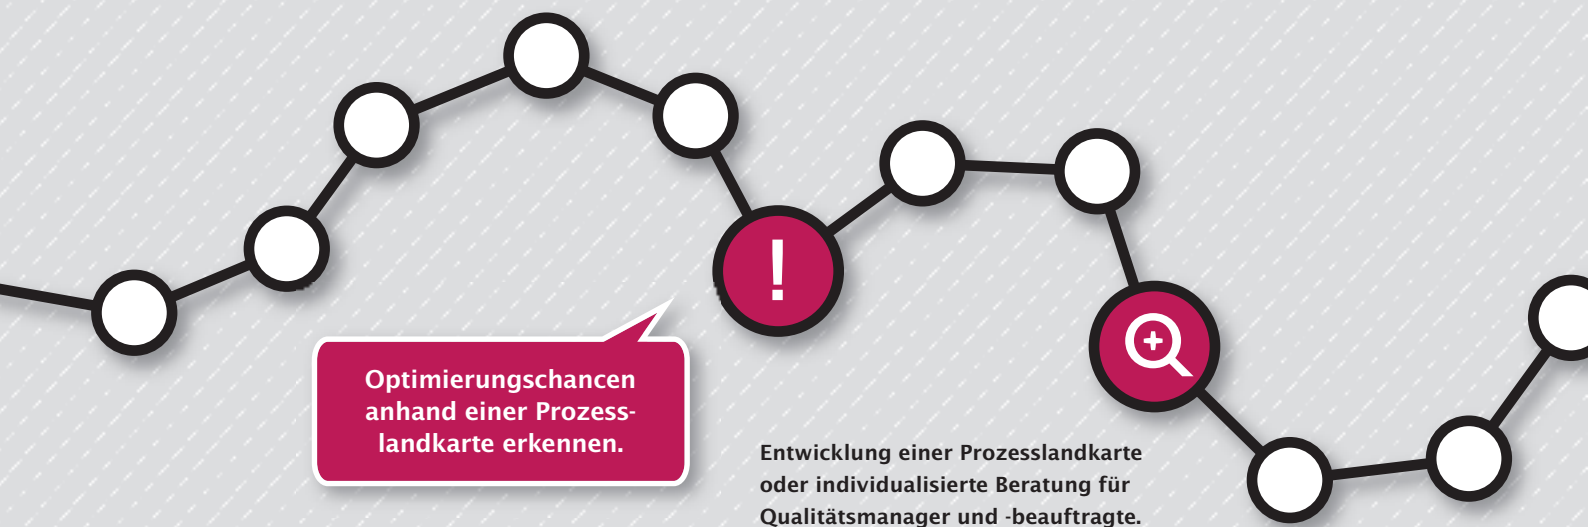 !
Optimierungschancen
anhand einer Prozess-
landkarte erkennen.
Entwicklung einer Prozesslandkarte
oder individualisierte Beratung für
Qualitätsmanager und -beauftragte.